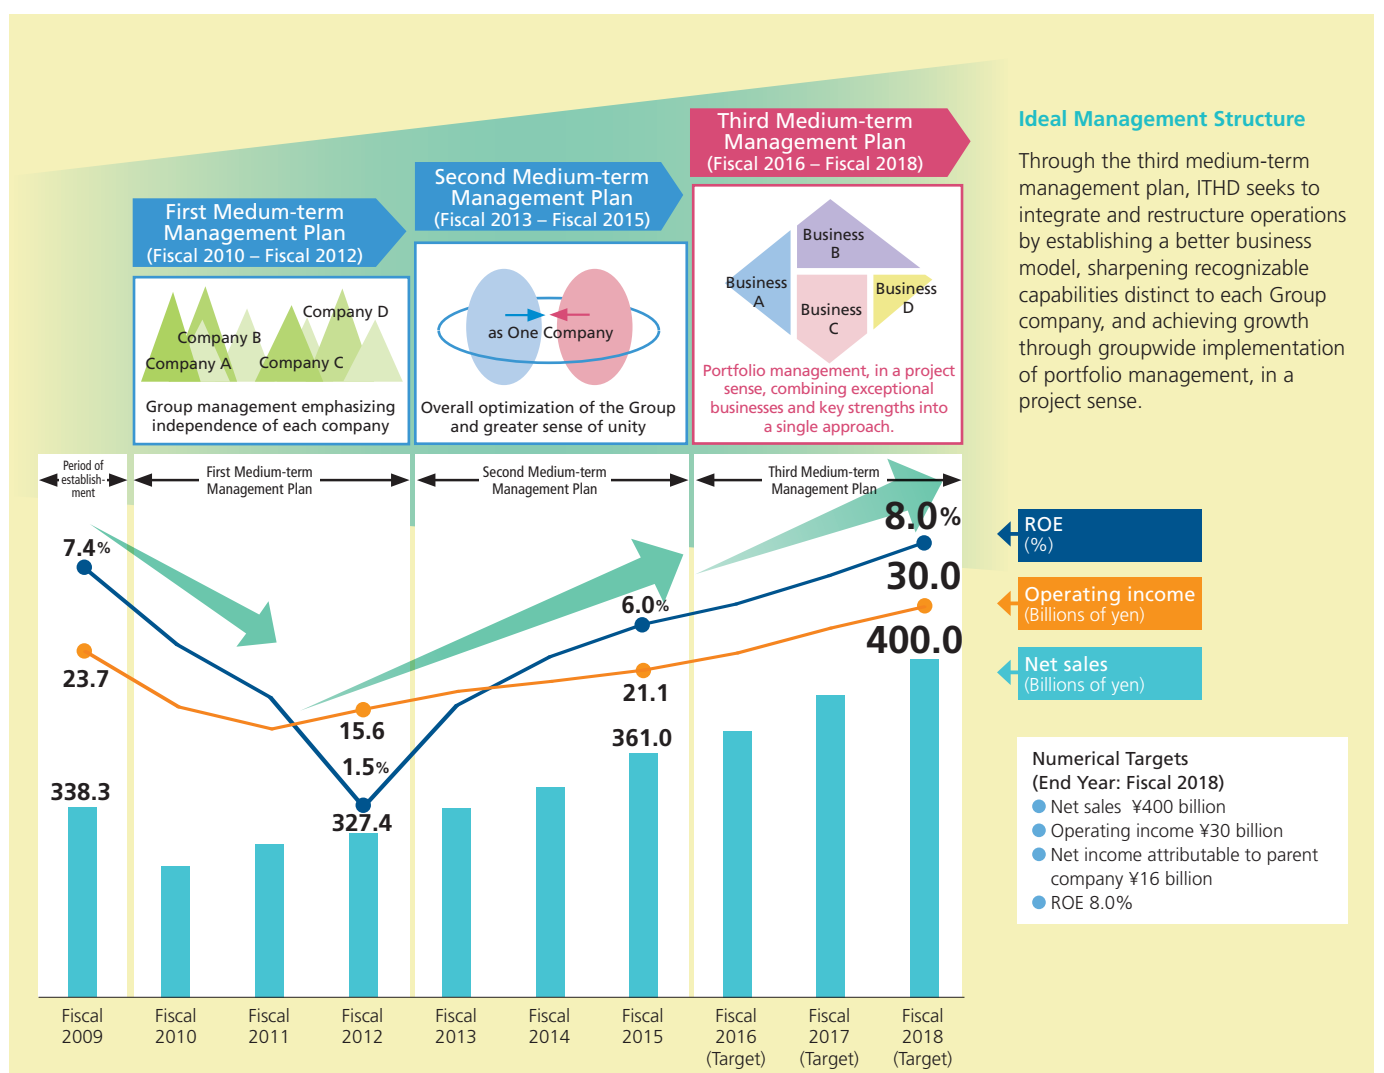 Third Medium-term
Management Plan
(Fiscal 2016 – Fiscal 2018)
Second Medium-term
Management Plan
(Fiscal 2013 – Fiscal 2015)
First Medum-term
Management Plan
(Fiscal 2010 – Fiscal 2012)
Company D
Company B
Company A
Company C
Group management emphasizing
independence of each company
as One Company
Overall optimization of the Group
and greater sense of unity
Business
B
Business
A
Business
C
Business
D
Portfolio management, in a project
sense, combining exceptional
businesses and key strengths into
a single approach.
Ideal Management Structure
Through the third medium-term
management plan, ITHD seeks to
integrate and restructure operations
by establishing a better business
model, sharpening recognizable
capabilities distinct to each Group
company, and achieving growth
through groupwide implementation
of portfolio management, in a
project sense.
Period of
establish-
ment
First Medium-term
Management Plan
Second Medium-term
Management Plan
Third Medium-term
Management Plan
7.4%
23.7
338.3
15.6
1.5%
327.4
6.0%
21.1
361.0
8.0%
30.0
400.0
ROE
(%)
Operating income
(Billions of yen)
Net sales
(Billions of yen)
Numerical Targets
(End Year: Fiscal 2018)
Net sales ¥400 billion
Operating income ¥30 billion
Net income attributable to parent
company ¥16 billion
ROE 8.0%
Fiscal
2009
Fiscal
2010
Fiscal
2011
Fiscal
2012
Fiscal
2013
Fiscal
2014
Fiscal
2015
Fiscal
2016
(Target)
Fiscal
2017
(Target)
Fiscal
2018
(Target)